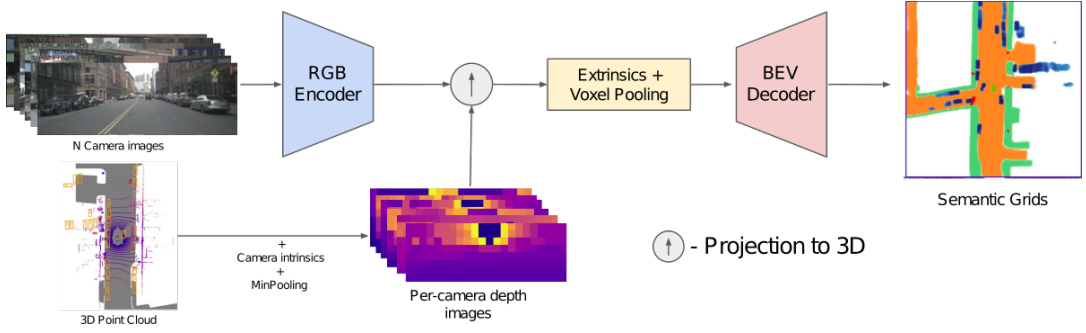 RGB
Encoder
Extrinsics +
Voxel Pooling
BEV
Decoder
N Camera images
Semantic Grids
- Projection to 3D
+
Camera intrinsics
+
MinPooling
Per-camera depth
images
3D Point Cloud